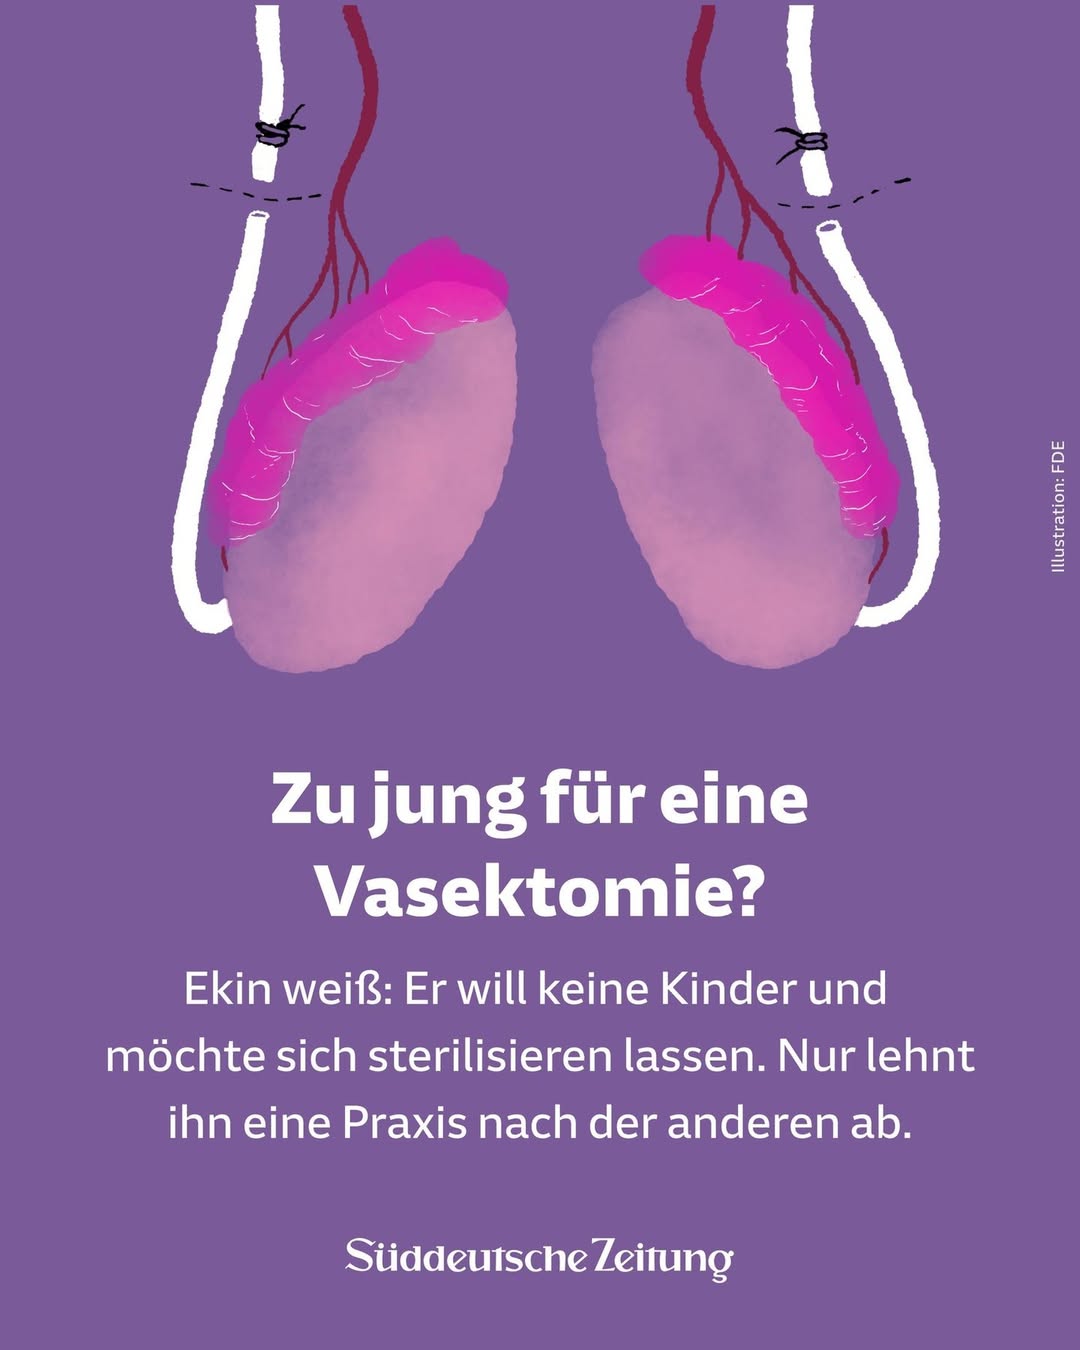 Illustration: FDE
Zu jung für eine
Vasektomie?
Ekin weiß: Er will keine Kinder und
möchte sich sterilisieren lassen. Nur lehnt
ihn eine Praxis nach der anderen ab.
Süddeutsche Zeitung